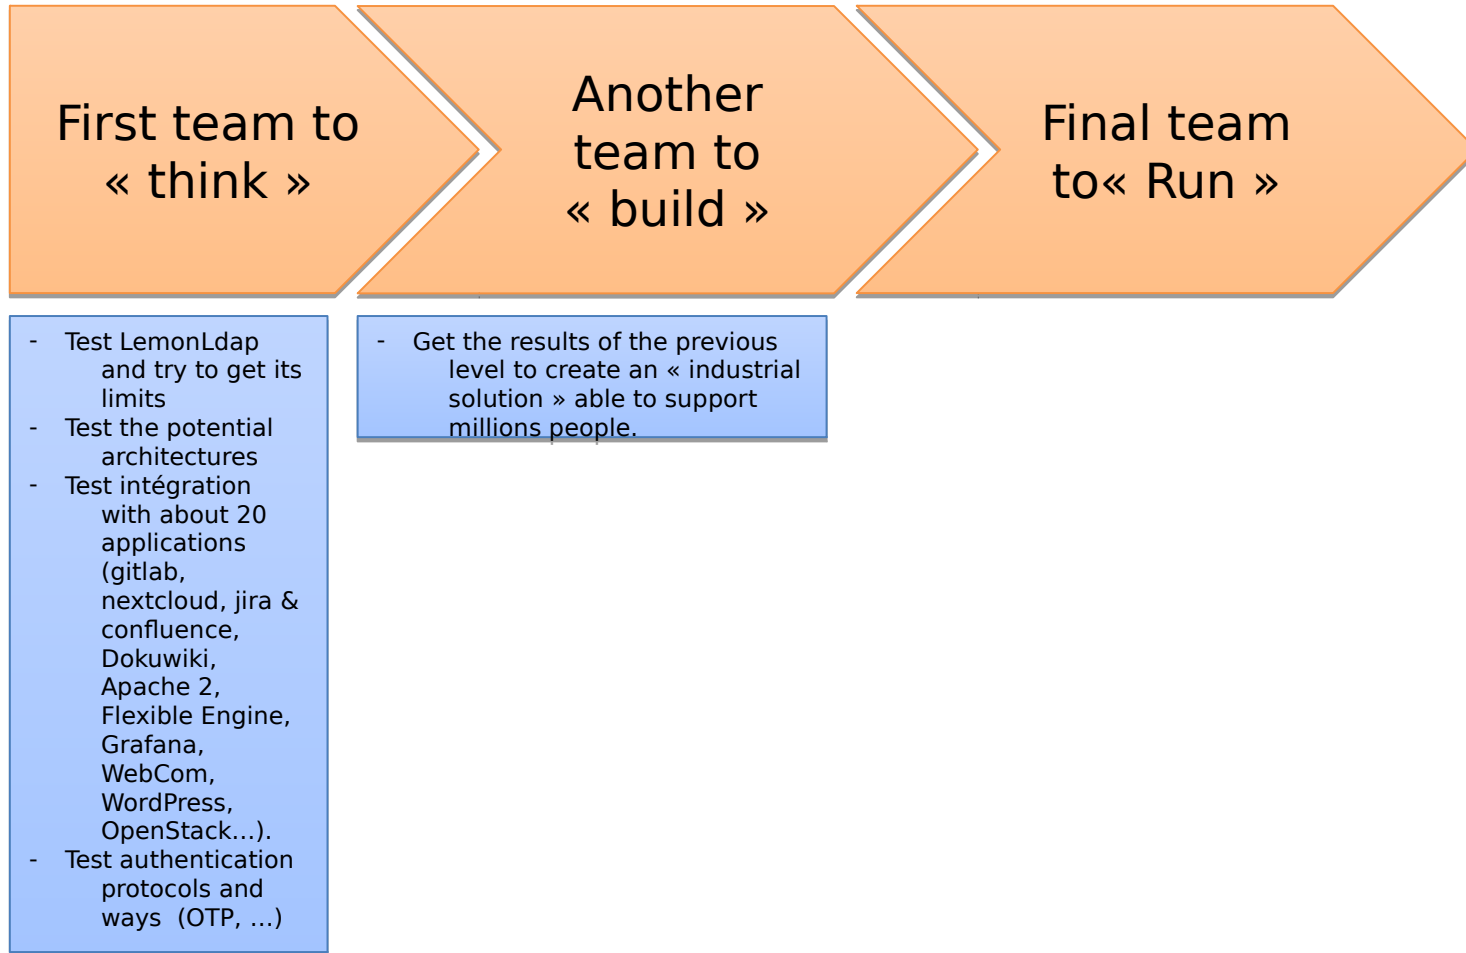 First team to
« think »
Another
team to
« build »
Final team
to« Run »
- Test LemonLdap
and try to get its
limits
- Test the potential
architectures
- Test intégration
with about 20
applications
(gitlab,
nextcloud, jira &
confluence,
Dokuwiki,
Apache 2,
Flexible Engine,
Grafana,
WebCom,
WordPress,
OpenStack...).
- Test authentication
protocols and
ways (OTP, ...)
- Get the results of the previous
level to create an « industrial
solution » able to support
millions people.